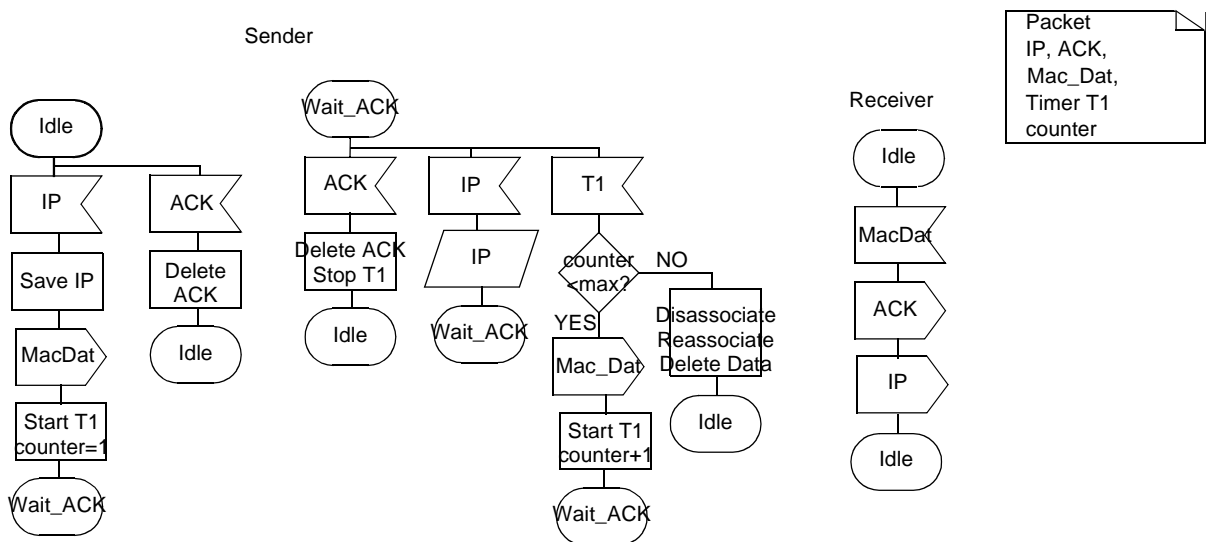 Sender
Packet
IP, ACK,
Mac_Dat,
Timer T1
counter
Idle
IP
Save IP
MacDat
Start T1
counter=1
Wait_ACK
ACK
Delete
ACK
Idle
Wait_ACK
ACK
Delete ACK
Stop T1
Idle
IP
IP
Wait_ACK
T1
counter
<max?
NO
YES
Mac_Dat
Start T1
counter+1
Wait_ACK
Disassociate
Reassociate
Delete Data
Idle
Receiver
Idle
MacDat
ACK
IP
Idle